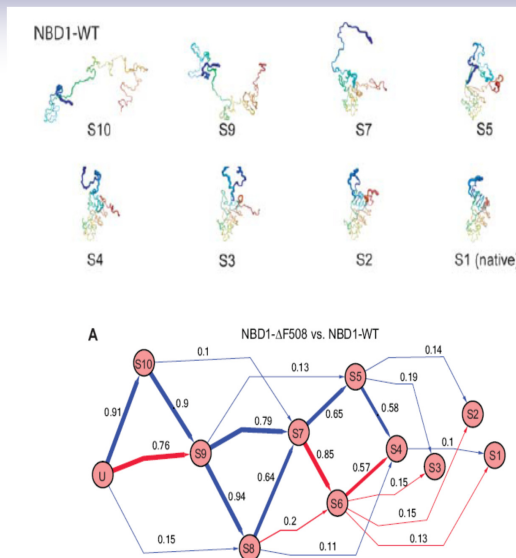 NBD1-WT
S10 S9 S7 S5
S4 S3 S2 S1 (native)
A NBD1-ΔF508 vs. NBD1-WT
S10 0.1 0.14
0.13 S5 0.19
0.91 0.9 0.79 0.65 0.58 S2
0.76 S9 S7 S4 0.1 S1
U 0.85 0.57 S3
0.94 0.64 0.15
S6
0.2 0.15
0.15 0.13
S8 0.11